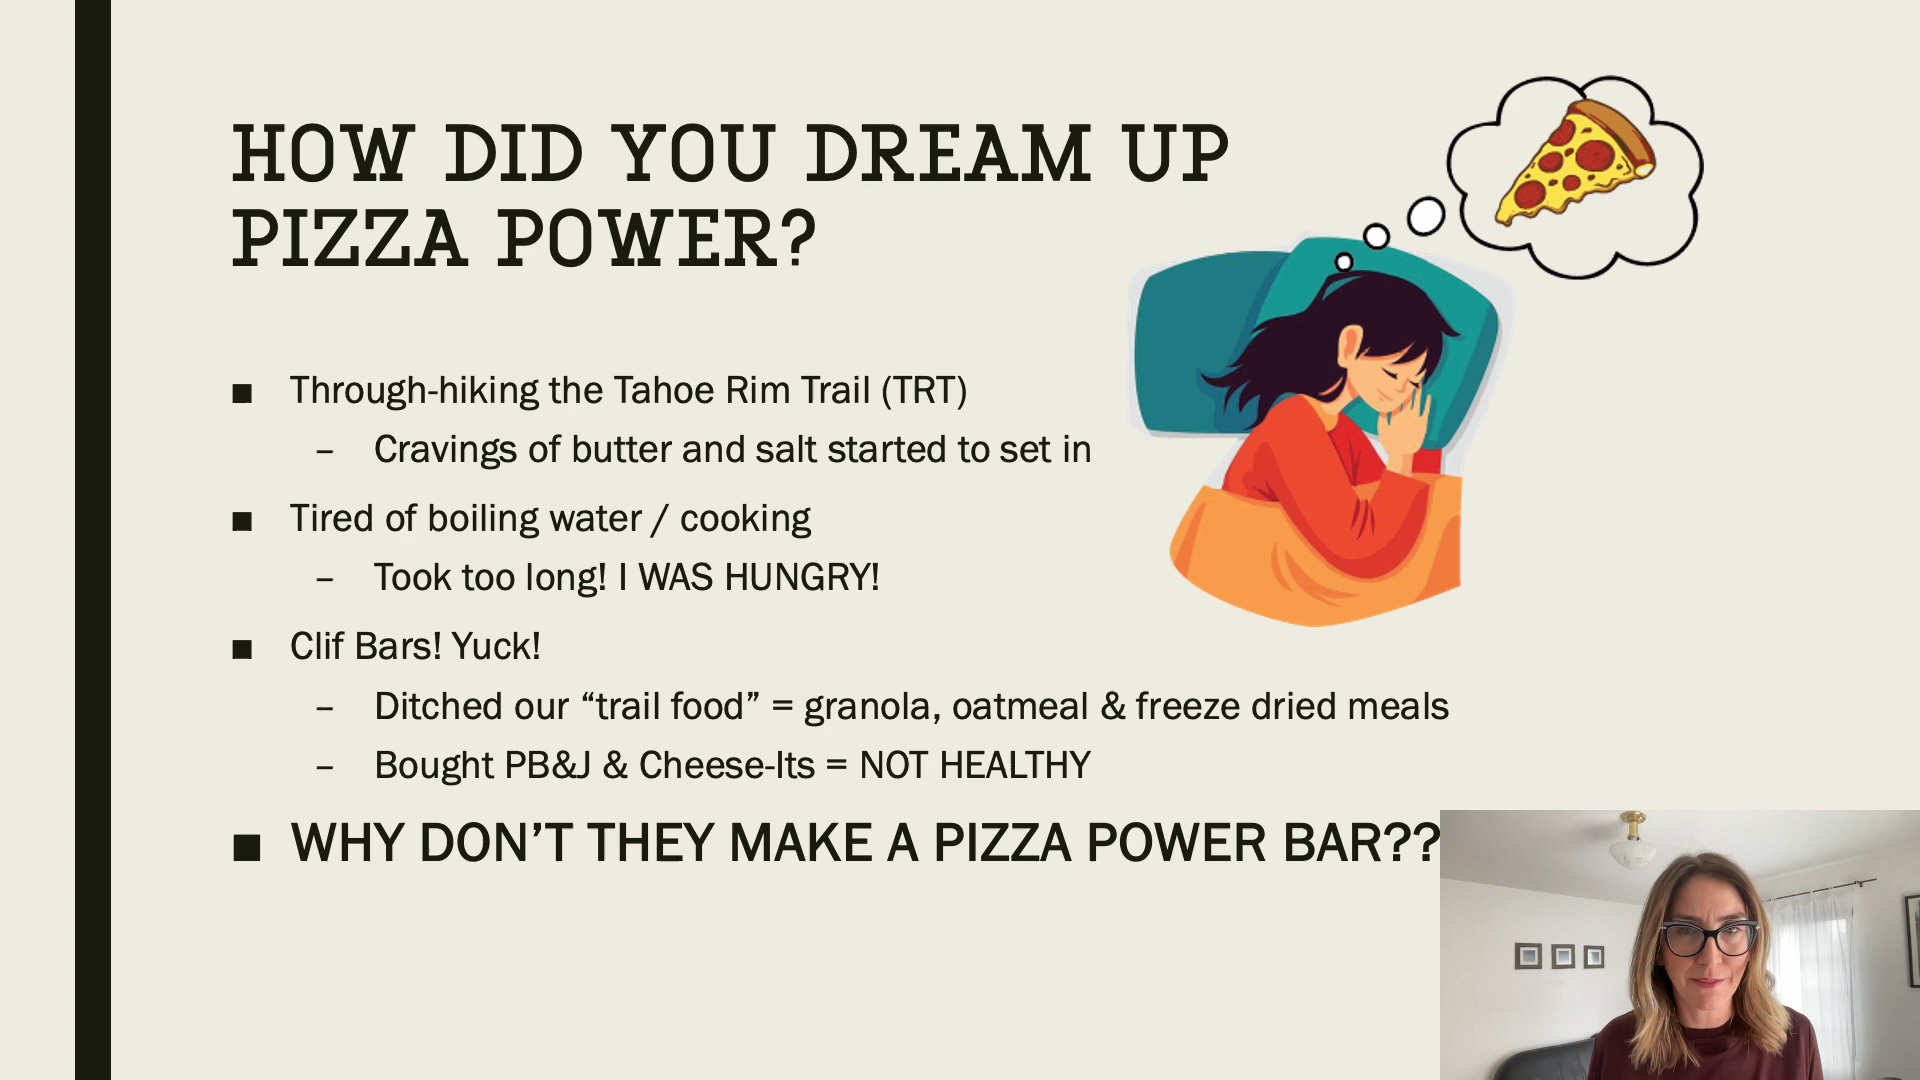 HOW DID YOU DREAM UP
PIZZA POWER?
■ Through-hiking the Tahoe Rim Trail (TRT)
– Cravings of butter and salt started to set in
■ Tired of boiling water / cooking
– Took too long! I WAS HUNGRY!
■ Clif Bars! Yuck!
– Ditched our “trail food” = granola, oatmeal & freeze dried meals
– Bought PB&J & Cheese-Its = NOT HEALTHY
■ WHY DON’T THEY MAKE A PIZZA POWER BAR??